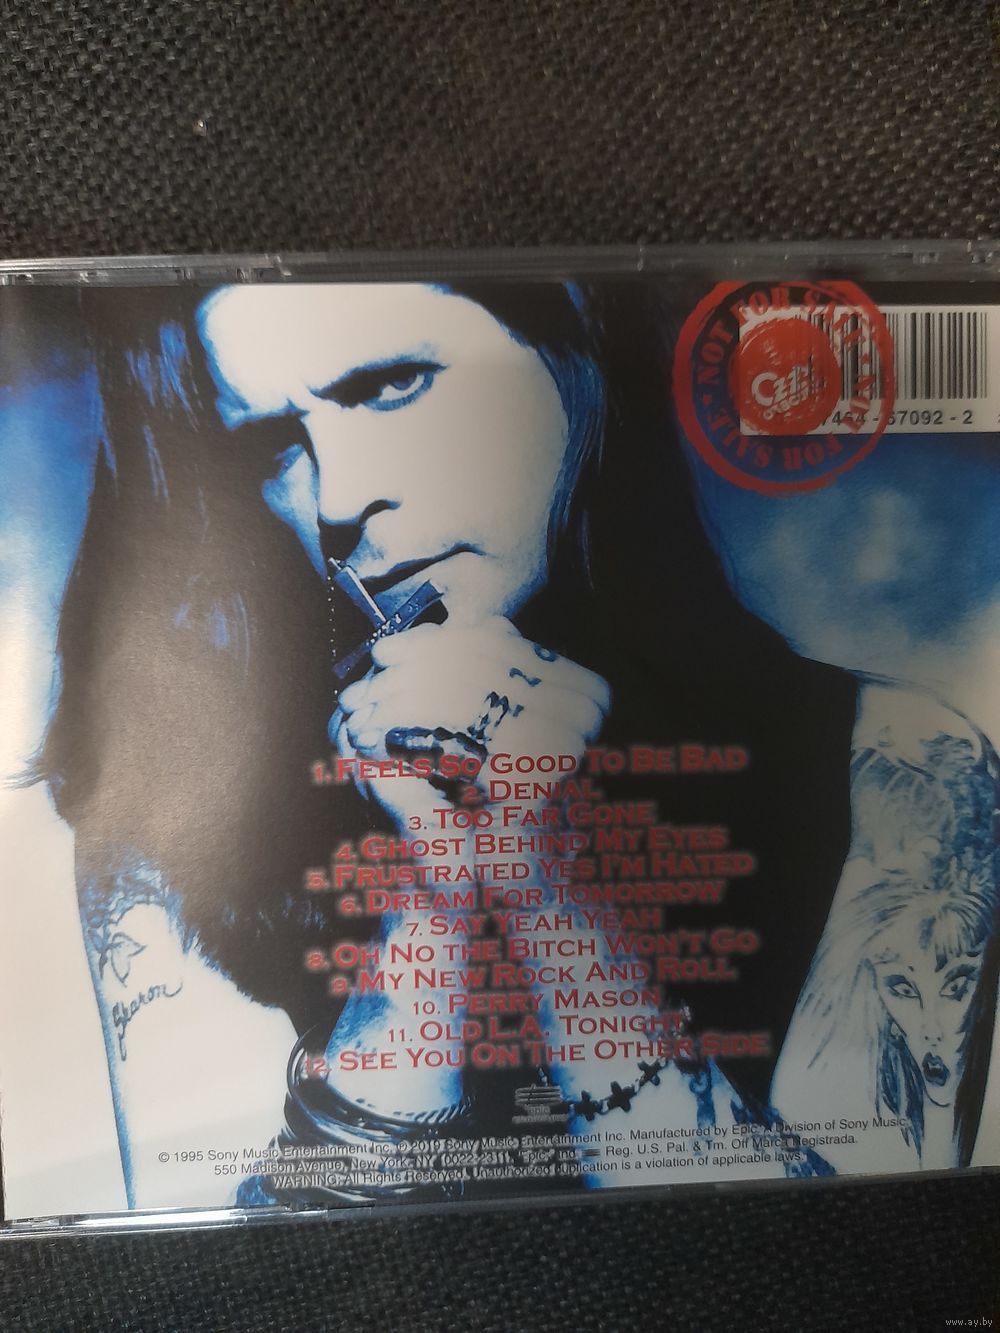 NOT FOR SALE • NOT FOR SALE
OZZY
7464 - 67092 - 2
1. FEELS SO GOOD TO BE BAD
2. DENIAL
3. TOO FAR GONE
4. GHOST BEHIND MY EYES
5. FRUSTRATED YES I'M HATED
6. DREAM FOR TOMORROW
7. SAY YEAH YEAH
8. OH NO THE BITCH WON'T GO
9. MY NEW ROCK AND ROLL
10. PERRY MASON
11. OLD L.A. TONIGHT
12. SEE YOU ON THE OTHER SIDE
Sharon
epic
© 1995 Sony Music Entertainment Inc. Sony Music Entertainment Inc. Manufactured by Epic, A Division of Sony Music,
550 Madison Avenue, New York, NY "Epic" and Reg. U.S. Pat. & Tm. Off Marca Registrada.
WARNING: All Rights Reserved. Unauthorized duplication is a violation of applicable laws.
www.ay.by